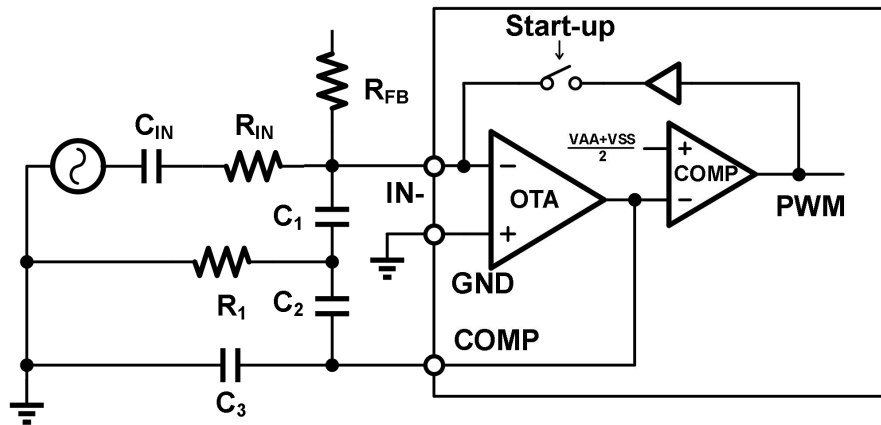 Start-up
R_FB
C_IN
R_IN
VAA+VSS
2
+
COMP
−
−
OTA
+
IN-
PWM
C_1
GND
R_1
C_2
COMP
C_3